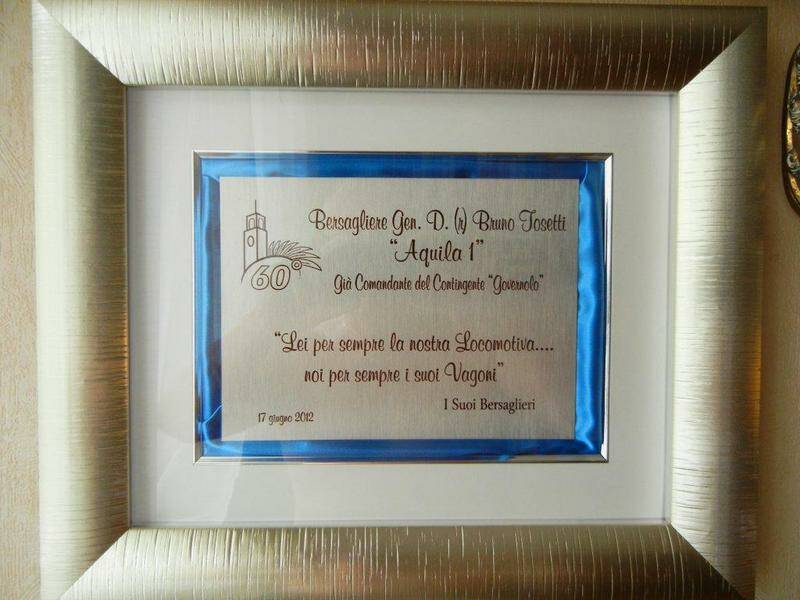 Bersagliere Gen. D. (r) Bruno Tosetti
"Aquila 1"
Già Comandante del Contingente "Governolo"
60°
"Lei per sempre la nostra Locomotiva....
noi per sempre i suoi Vagoni"
I Suoi Bersaglieri
17 giugno 2012